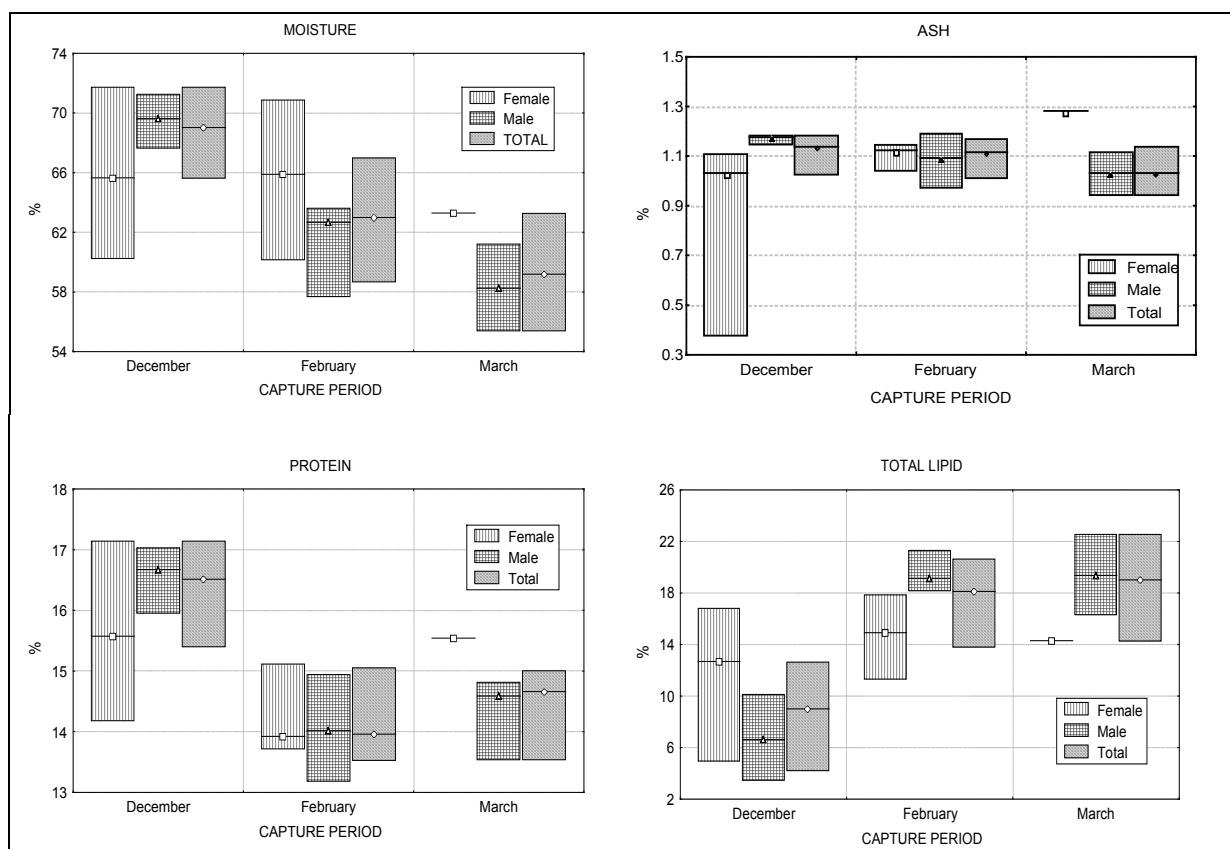 MOISTURE
74
70
66
62
58
54
%
Female
Male
TOTAL
December February March
CAPTURE PERIOD
ASH
1.5
1.3
1.1
0.9
0.7
0.5
0.3
%
Female
Male
Total
December February March
CAPTURE PERIOD
PROTEIN
18
17
16
15
14
13
%
Female
Male
Total
December February March
CAPTURE PERIOD
TOTAL LIPID
26
22
18
14
10
6
2
%
Female
Male
Total
December February March
CAPTURE PERIOD